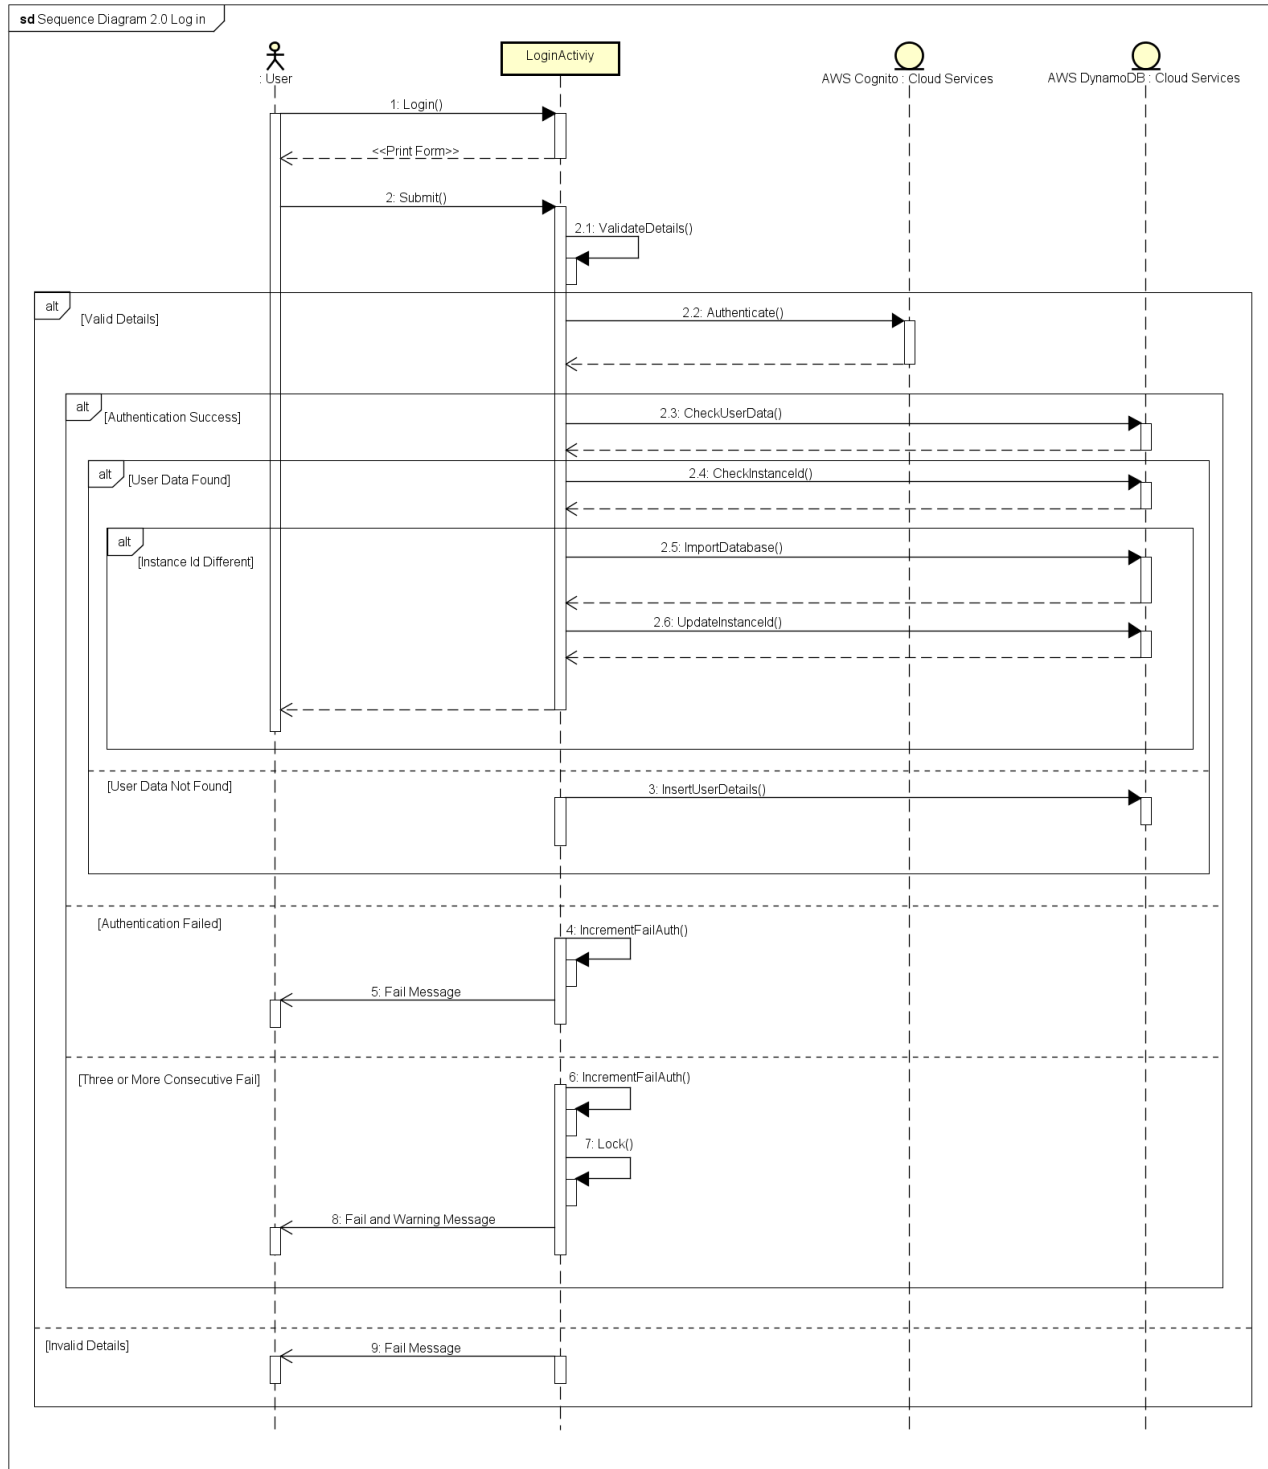 sd Sequence Diagram 2.0 Log in
: User
LoginActiviy
AWS Cognito : Cloud Services
AWS DynamoDB : Cloud Services
1: Login()
<<Print Form>>
2: Submit()
2.1: ValidateDetails()
alt
[Valid Details]
2.2: Authenticate()
alt
[Authentication Success]
2.3: CheckUserData()
alt
[User Data Found]
2.4: CheckInstanceId()
alt
[Instance Id Different]
2.5: ImportDatabase()
2.6: UpdateInstanceId()
[User Data Not Found]
3: InsertUserDetails()
[Authentication Failed]
4: IncrementFailAuth()
5: Fail Message
[Three or More Consecutive Fail]
6: IncrementFailAuth()
7: Lock()
8: Fail and Warning Message
[Invalid Details]
9: Fail Message